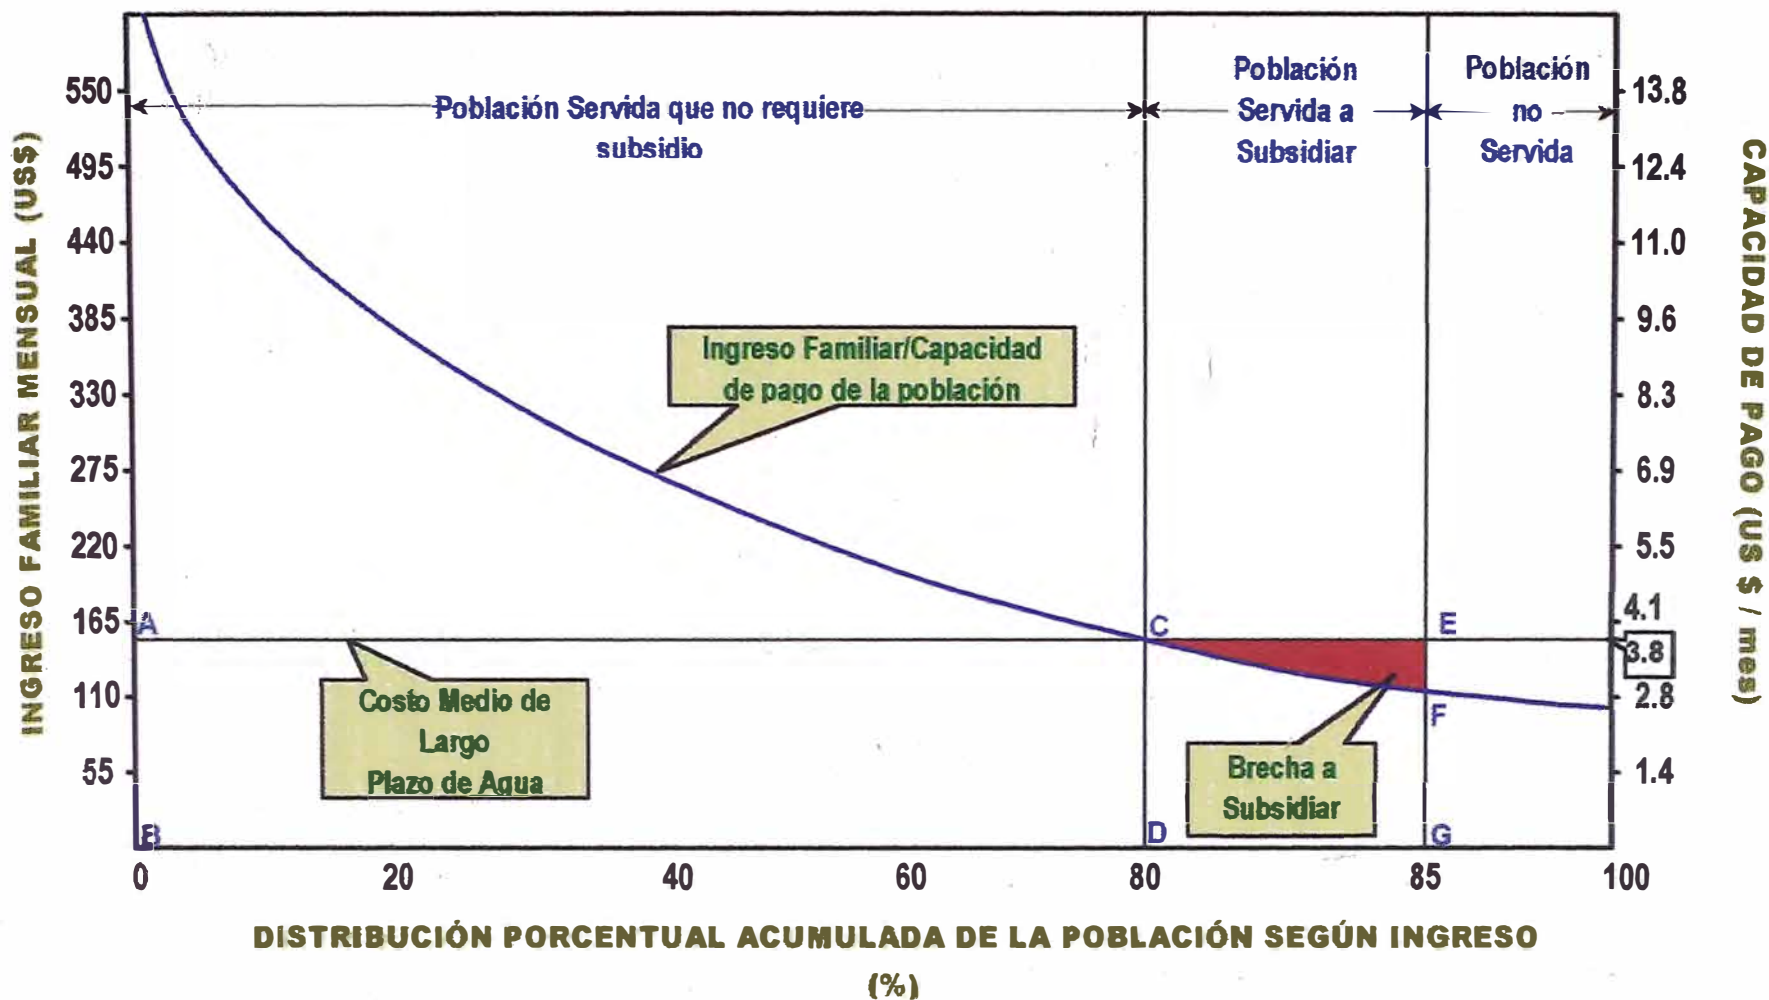 Población Servida que no requiere
subsidio
Población
Servida a
Subsidiar
Población
no
Servida
INGRESO FAMILIAR MENSUAL (US$)
550
495
440
385
330
275
220
165
110
55
CAPACIDAD DE PAGO (US $ / mes)
13.8
12.4
11.0
9.6
8.3
6.9
5.5
4.1
3.8
2.8
1.4
Ingreso Familiar/Capacidad
de pago de la población
Costo Medio de
Largo
Plazo de Agua
Brecha a
Subsidiar
A
C
E
F
B
D
G
0
20
40
60
80
85
100
DISTRIBUCIÓN PORCENTUAL ACUMULADA DE LA POBLACIÓN SEGÚN INGRESO
(%)